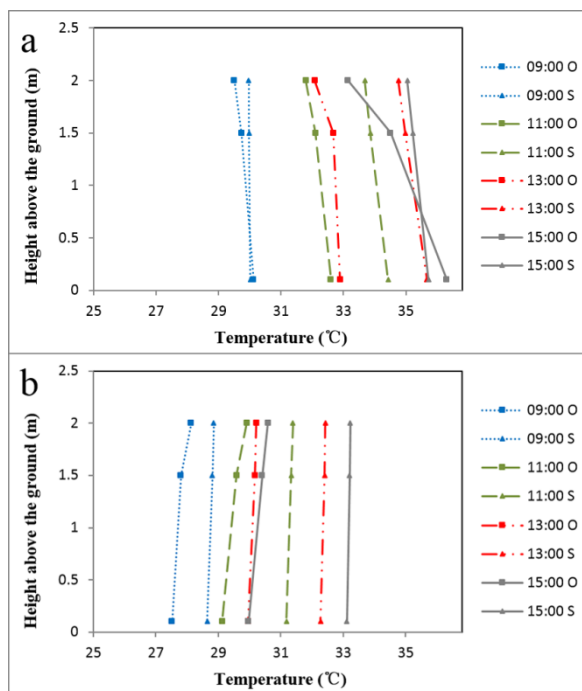 a
2.5
2
1.5
1
0.5
0
Height above the ground (m)
25 27 29 31 33 35
Temperature (℃)
09:00 O
09:00 S
11:00 O
11:00 S
13:00 O
13:00 S
15:00 O
15:00 S
b
2.5
2
1.5
1
0.5
0
Height above the ground (m)
25 27 29 31 33 35
Temperature (℃)
09:00 O
09:00 S
11:00 O
11:00 S
13:00 O
13:00 S
15:00 O
15:00 S